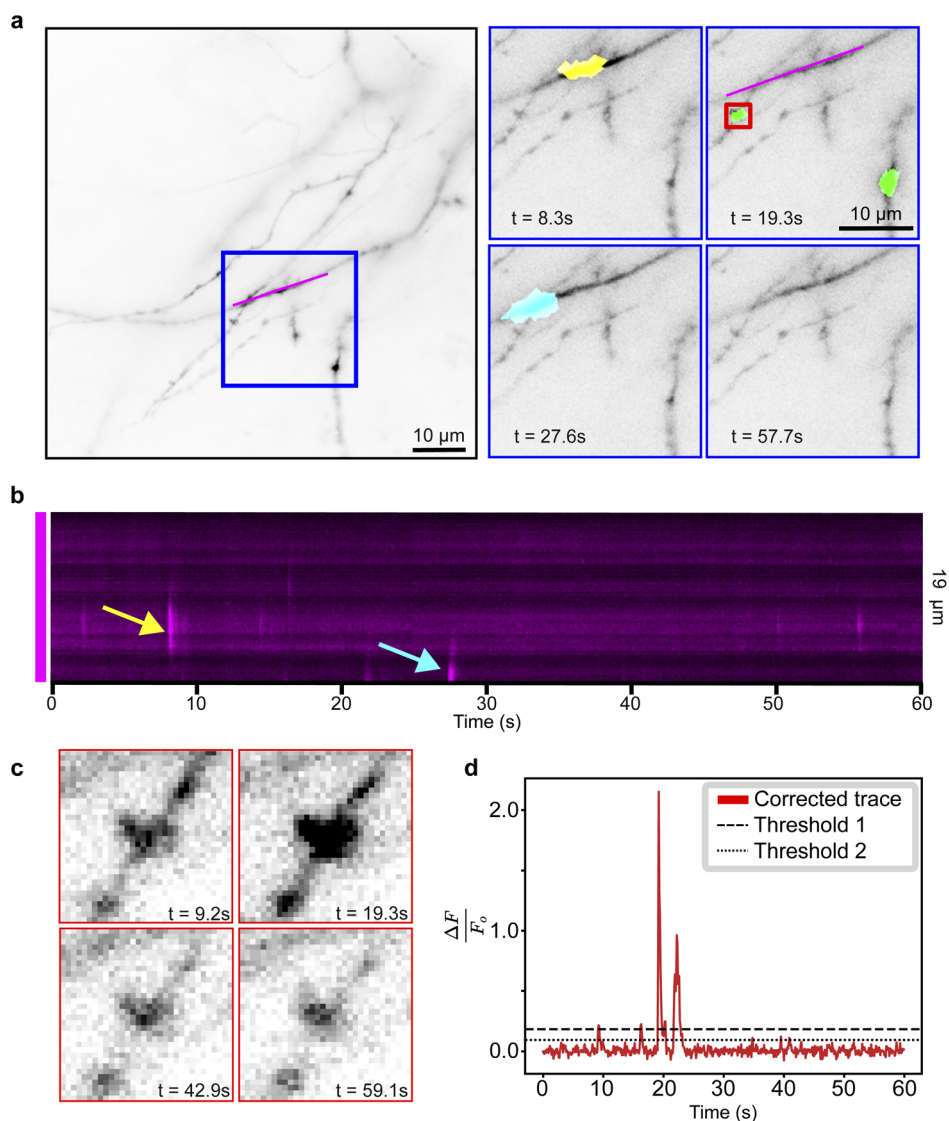 a
t = 8.3s
t = 19.3s
10 µm
10 µm
t = 27.6s
t = 57.7s
b
19 µm
0
10
20
30
40
50
60
Time (s)
c
t = 9.2s
t = 19.3s
t = 42.9s
t = 59.1s
d
Corrected trace
Threshold 1
Threshold 2
2.0
1.0
0.0
ΔF
F₀
0
10
20
30
40
50
60
Time (s)